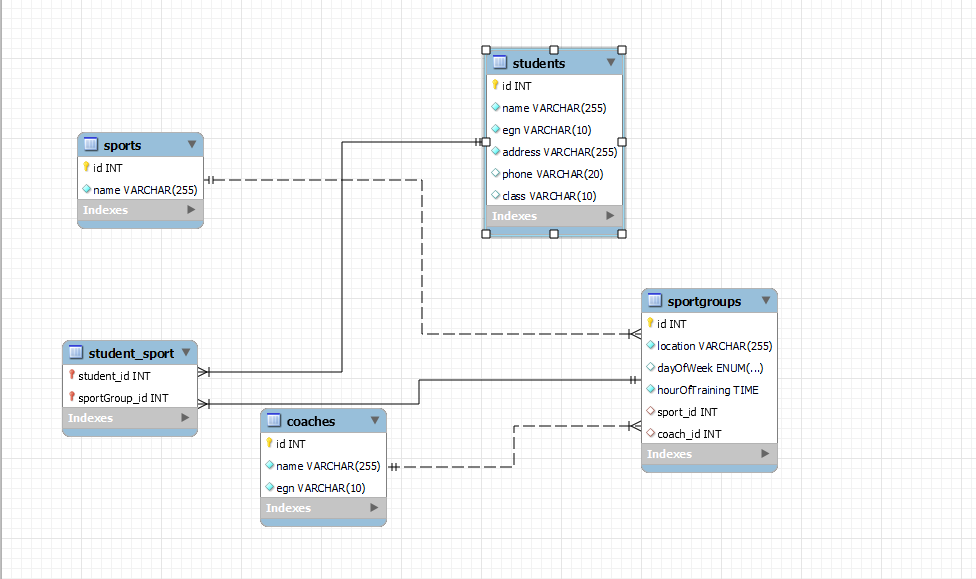 students
id INT
name VARCHAR(255)
egn VARCHAR(10)
address VARCHAR(255)
phone VARCHAR(20)
class VARCHAR(10)
Indexes
sports
id INT
name VARCHAR(255)
Indexes
sportgroups
id INT
location VARCHAR(255)
dayOfWeek ENUM(...)
hourOfTraining TIME
sport_id INT
coach_id INT
Indexes
student_sport
student_id INT
sportGroup_id INT
Indexes
coaches
id INT
name VARCHAR(255)
egn VARCHAR(10)
Indexes